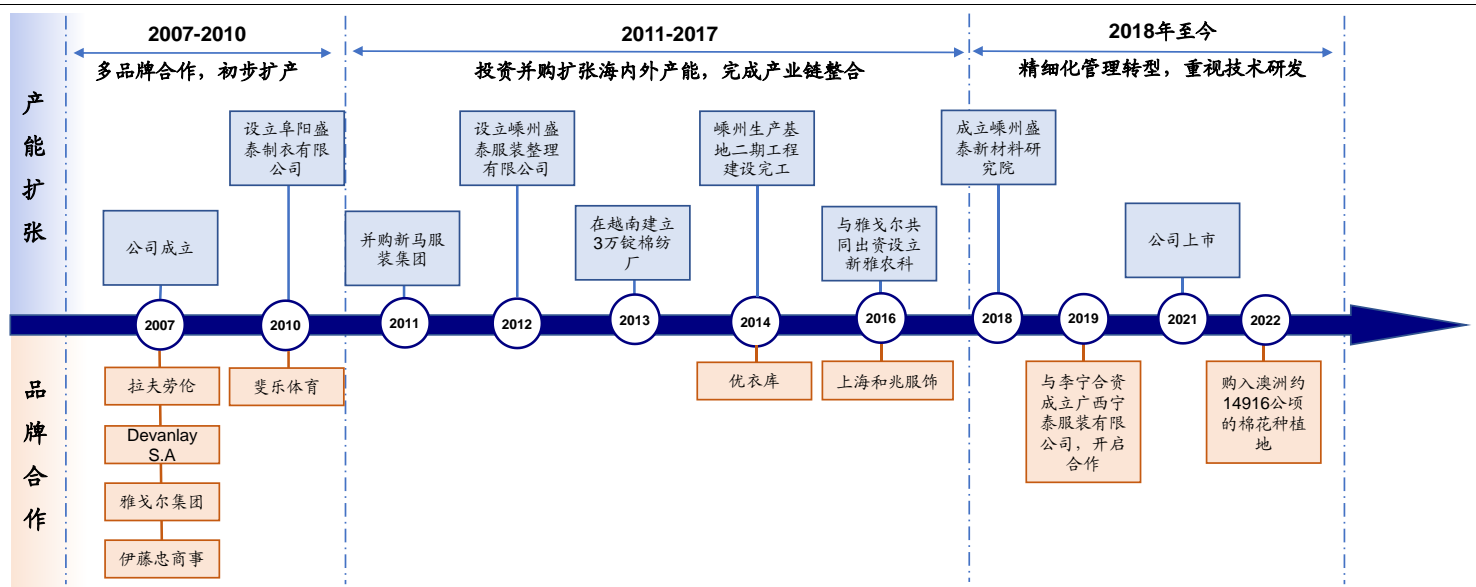 2007-2010
多品牌合作，初步扩产
2011-2017
投资并购扩张海内外产能，完成产业链整合
2018年至今
精细化管理转型，重视技术研发
产能扩张
公司成立
设立阜阳盛
泰制衣有限
公司
并购新马服
装集团
设立嵊州盛
泰服装整理
有限公司
在越南建立
3万锭棉纺
厂
嵊州生产基
地二期工程
建设完工
与雅戈尔共
同出资设立
新雅农科
成立嵊州盛
泰新材料研
究院
公司上市
2007
2010
2011
2012
2013
2014
2016
2018
2019
2021
2022
品牌合作
拉夫劳伦
Devanlay
S.A
雅戈尔集团
伊藤忠商事
斐乐体育
优衣库
上海和兆服饰
与李宁合资
成立广西宁
泰服装有限
公司，开启
合作
购入澳洲约
14916公顷
的棉花种植
地